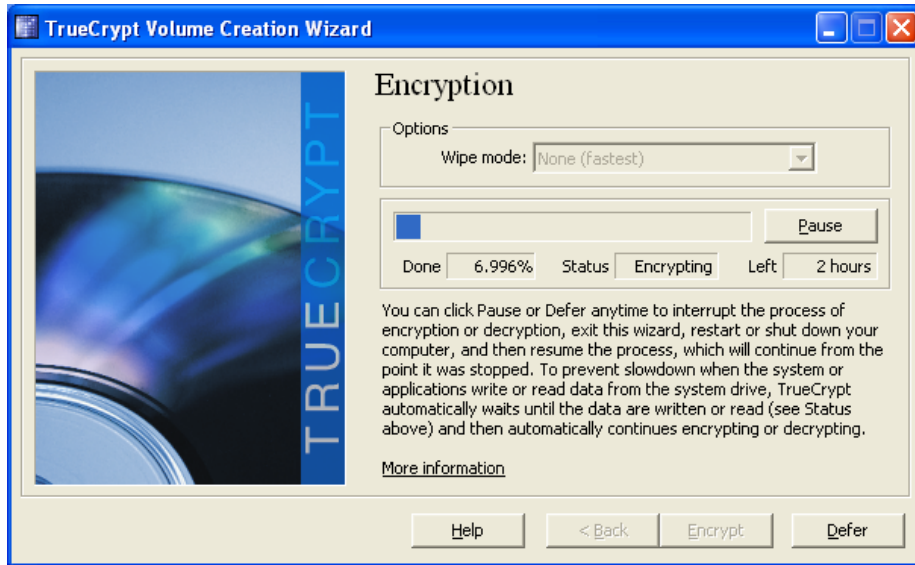 TrueCrypt Volume Creation Wizard
TRUECRYPT
Encryption
Options
Wipe mode: None (fastest)
Pause
Done 6.996% Status Encrypting Left 2 hours
You can click Pause or Defer anytime to interrupt the process of
encryption or decryption, exit this wizard, restart or shut down your
computer, and then resume the process, which will continue from the
point it was stopped. To prevent slowdown when the system or
applications write or read data from the system drive, TrueCrypt
automatically waits until the data are written or read (see Status
above) and then automatically continues encrypting or decrypting.
More information
Help < Back Encrypt Defer